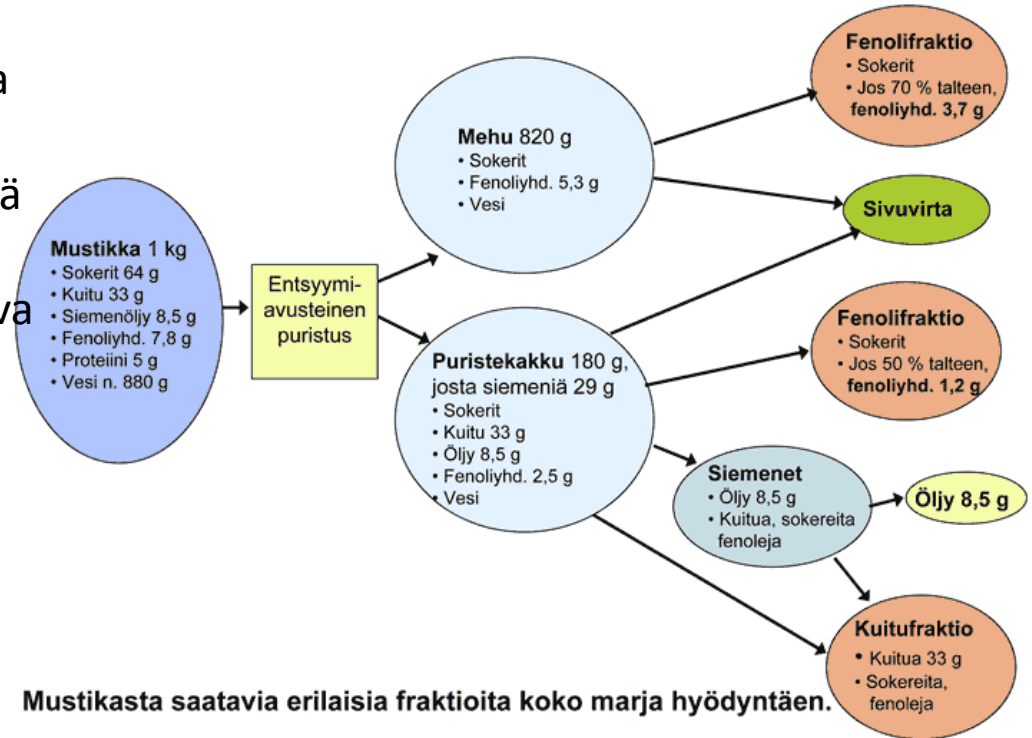 a
ä
va
Mustikka 1 kg
• Sokerit 64 g
• Kuitu 33 g
• Siemenöljy 8,5 g
• Fenoliyhd. 7,8 g
• Proteiini 5 g
• Vesi n. 880 g
Entsyymi-
avusteinen
puristus
Mehu 820 g
• Sokerit
• Fenoliyhd. 5,3 g
• Vesi
Puristekakku 180 g,
josta siemeniä 29 g
• Sokerit
• Kuitu 33 g
• Öljy 8,5 g
• Fenoliyhd. 2,5 g
• Vesi
Fenolifraktio
• Sokerit
• Jos 70 % talteen,
fenoliyhd. 3,7 g
Sivuvirta
Fenolifraktio
• Sokerit
• Jos 50 % talteen,
fenoliyhd. 1,2 g
Siemenet
• Öljy 8,5 g
• Kuitua, sokereita
fenoleja
Öljy 8,5 g
Kuitufraktio
• Kuitua 33 g
• Sokereita,
fenoleja
Mustikasta saatavia erilaisia fraktioita koko marja hyödyntäen.